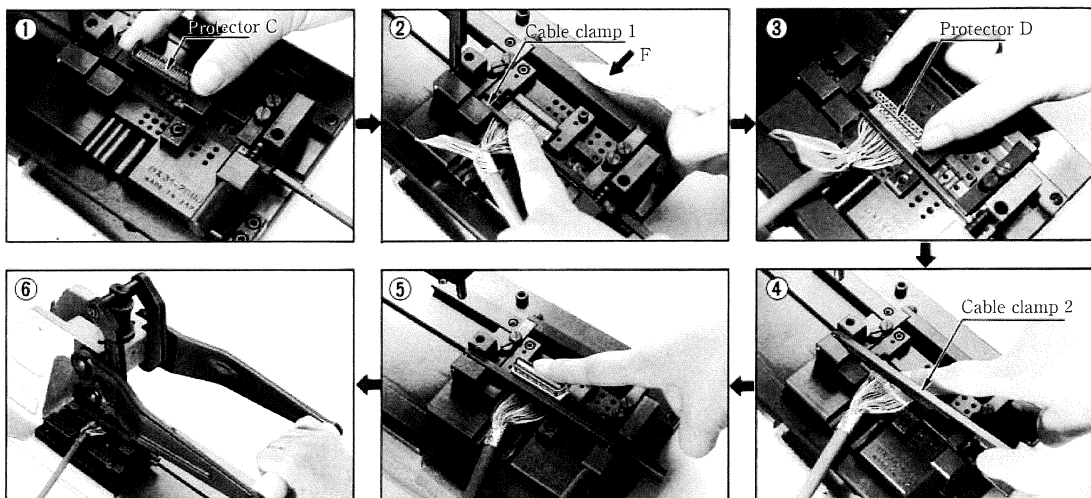 ①
Protector C
②
Cable clamp 1
F
③
Protector D
④
Cable clamp 2
⑤
⑥